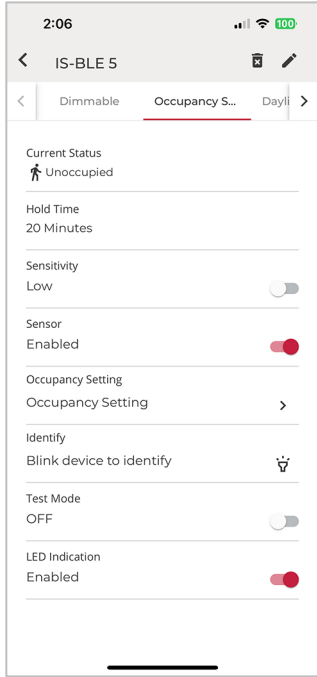 2:06
100
IS-BLE 5
Dimmable
Occupancy S...
Dayli
Current Status
Unoccupied
Hold Time
20 Minutes
Sensitivity
Low
Sensor
Enabled
Occupancy Setting
Occupancy Setting
Identify
Blink device to identify
Test Mode
OFF
LED Indication
Enabled